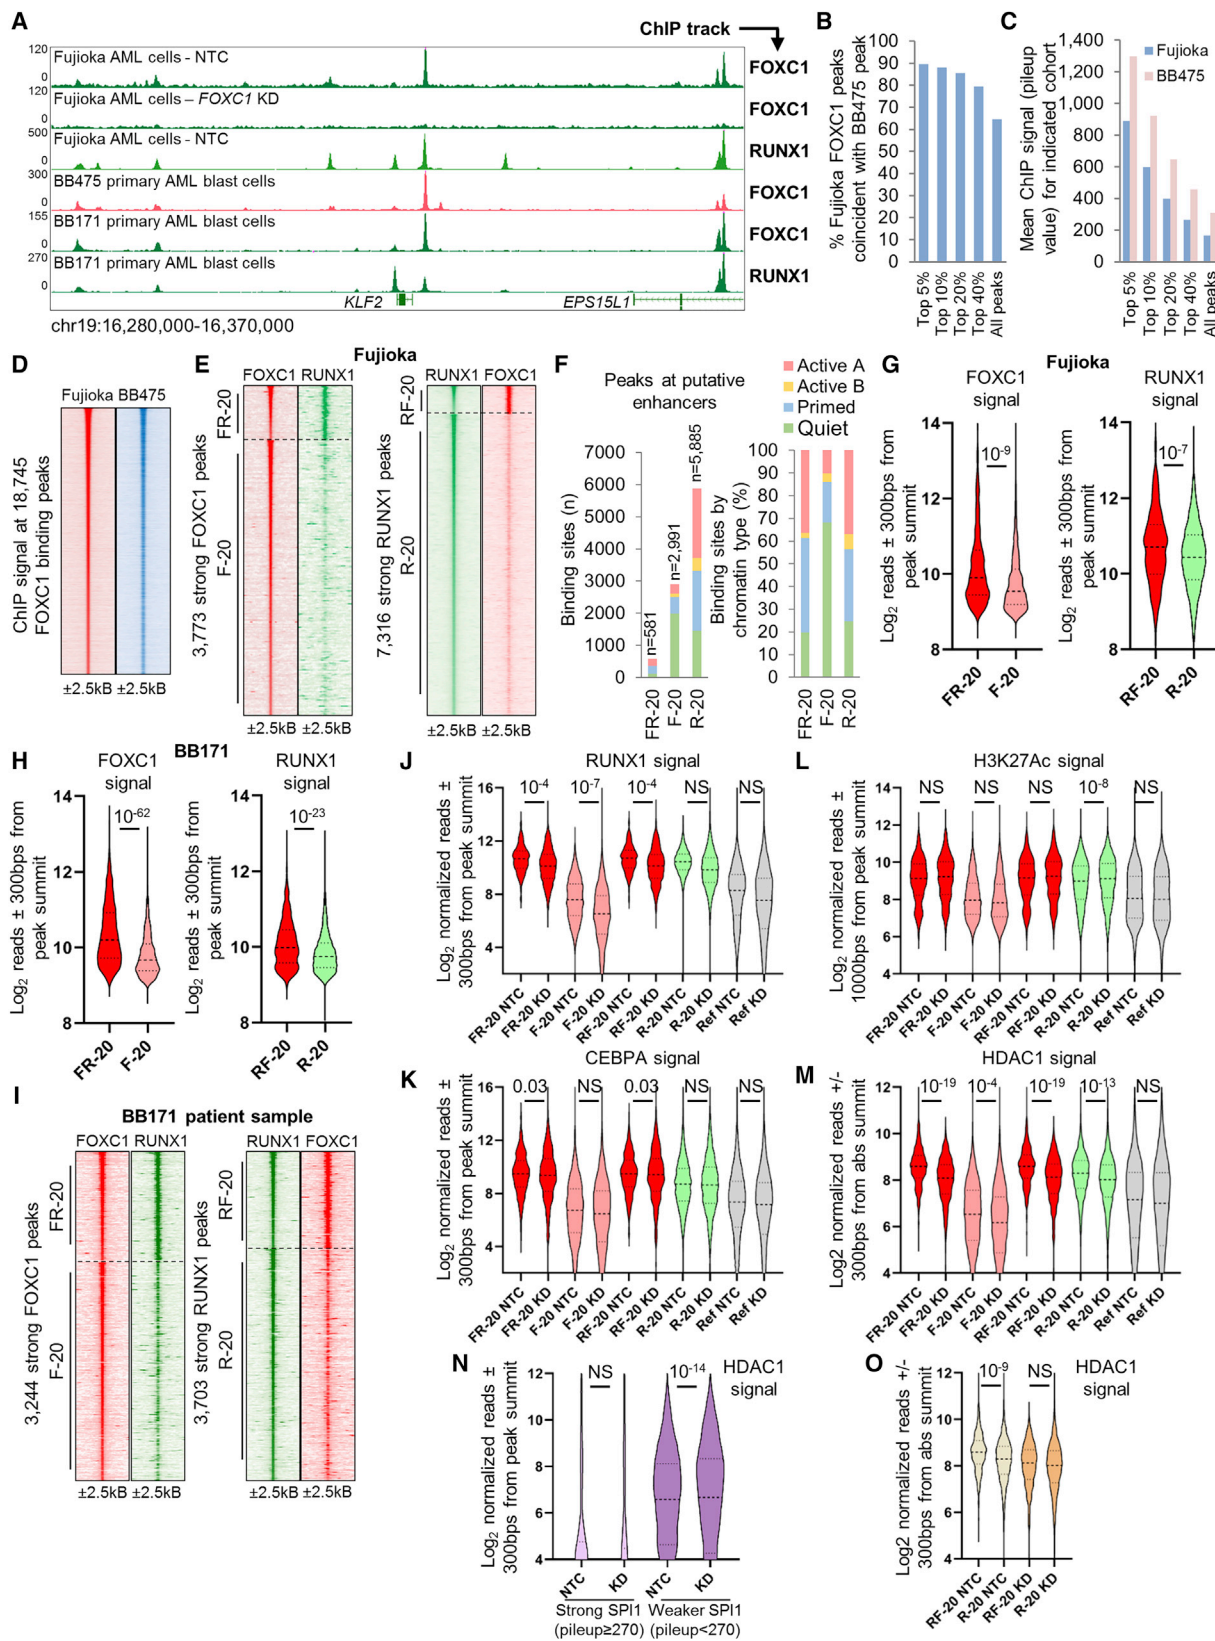 A
ChIP track
120
0
Fujioka AML cells - NTC
FOXC1
120
0
Fujioka AML cells – FOXC1 KD
FOXC1
500
0
Fujioka AML cells - NTC
RUNX1
300
0
BB475 primary AML blast cells
FOXC1
155
0
BB171 primary AML blast cells
FOXC1
270
0
BB171 primary AML blast cells
RUNX1
KLF2
EPS15L1
chr19:16,280,000-16,370,000
B
% Fujioka FOXC1 peaks
coincident with BB475 peak
100
90
80
70
60
50
40
30
20
10
0
Top 5%
Top 10%
Top 20%
Top 40%
All peaks
C
Mean ChIP signal (pileup
value) for indicated cohort
1,400
1,200
1,000
800
600
400
200
0
Fujioka
BB475
Top 5%
Top 10%
Top 20%
Top 40%
All peaks
D
Fujioka BB475
ChIP signal at 18,745
FOXC1 binding peaks
±2.5kB ±2.5kB
E
Fujioka
FOXC1 RUNX1
3,773 strong FOXC1 peaks
FR-20
F-20
±2.5kB ±2.5kB
RUNX1 FOXC1
7,316 strong RUNX1 peaks
RF-20
R-20
±2.5kB ±2.5kB
F
Peaks at putative
enhancers
Active A
Active B
Primed
Quiet
Binding sites (n)
7000
6000
5000
4000
3000
2000
1000
0
n=581
n=2,991
n=5,885
FR-20
F-20
R-20
Binding sites by
chromatin type (%)
100
90
80
70
60
50
40
30
20
10
0
FR-20
F-20
R-20
G
Fujioka
FOXC1
signal
Log2 reads ± 300bps from
peak summit
14
12
10
8
10-9
FR-20
F-20
RUNX1
signal
Log2 reads ± 300bps from
peak summit
14
12
10
8
10-7
RF-20
R-20
H
BB171
FOXC1
signal
Log2 reads ± 300bps from
peak summit
14
12
10
8
10-62
FR-20
F-20
RUNX1
signal
Log2 reads ± 300bps from
peak summit
14
12
10
8
10-23
RF-20
R-20
I
BB171 patient sample
FOXC1 RUNX1
3,244 strong FOXC1 peaks
FR-20
F-20
±2.5kB ±2.5kB
RUNX1 FOXC1
3,703 strong RUNX1 peaks
RF-20
R-20
±2.5kB ±2.5kB
J
RUNX1 signal
Log2 normalized reads ±
300bps from peak summit
16
12
8
4
10-4
10-7
10-4
NS
NS
FR-20 NTC
FR-20 KD
F-20 NTC
F-20 KD
RF-20 NTC
RF-20 KD
R-20 NTC
R-20 KD
Ref NTC
Ref KD
L
H3K27Ac signal
Log2 normalized reads ±
1000bps from peak summit
14
12
10
8
6
4
NS
NS
NS
10-8
NS
FR-20 NTC
FR-20 KD
F-20 NTC
F-20 KD
RF-20 NTC
RF-20 KD
R-20 NTC
R-20 KD
Ref NTC
Ref KD
K
CEBPA signal
Log2 normalized reads ±
300bps from peak summit
16
12
8
4
0.03
NS
0.03
NS
NS
FR-20 NTC
FR-20 KD
F-20 NTC
F-20 KD
RF-20 NTC
RF-20 KD
R-20 NTC
R-20 KD
Ref NTC
Ref KD
M
HDAC1 signal
Log2 normalized reads +/-
300bps from abs summit
12
10
8
6
4
10-19
10-4
10-19
10-13
NS
FR-20 NTC
FR-20 KD
F-20 NTC
F-20 KD
RF-20 NTC
RF-20 KD
R-20 NTC
R-20 KD
Ref NTC
Ref KD
N
HDAC1
signal
Log2 normalized reads ±
300bps from peak summit
12
10
8
6
4
NS
10-14
NTC
KD
NTC
KD
Strong SPI1
(pileup≥270)
Weaker SPI1
(pileup<270)
O
HDAC1
signal
Log2 normalized reads +/-
300bps from abs summit
12
10
8
6
4
10-9
NS
RF-20 NTC
R-20 NTC
RF-20 KD
R-20 KD